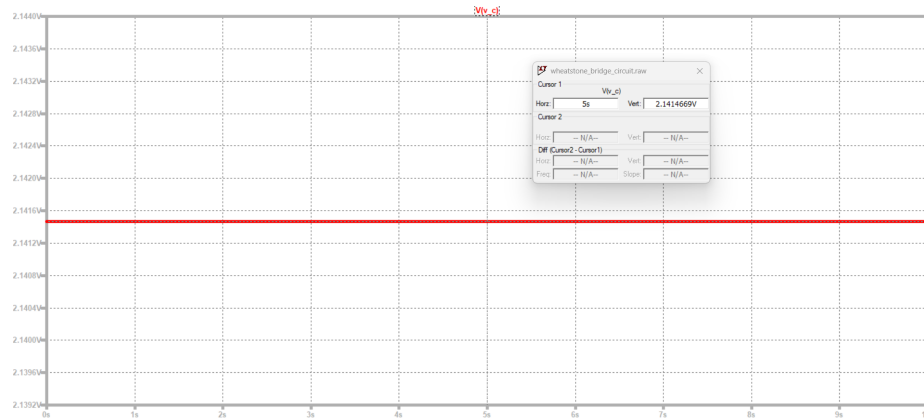 V(v_c)
2.1440V
2.1436V
2.1432V
2.1428V
2.1424V
2.1420V
2.1416V
2.1412V
2.1408V
2.1404V
2.1400V
2.1396V
2.1392V
0s 1s 2s 3s 4s 5s 6s 7s 8s 9s
wheatstone_bridge_circuit.raw
Cursor 1
V(v_c)
Horz: 5s Vert: 2.1414669V
Cursor 2
Horz: -- N/A-- Vert: -- N/A--
Diff (Cursor2 - Cursor1)
Horz: -- N/A-- Vert: -- N/A--
Freq: -- N/A-- Slope: -- N/A--